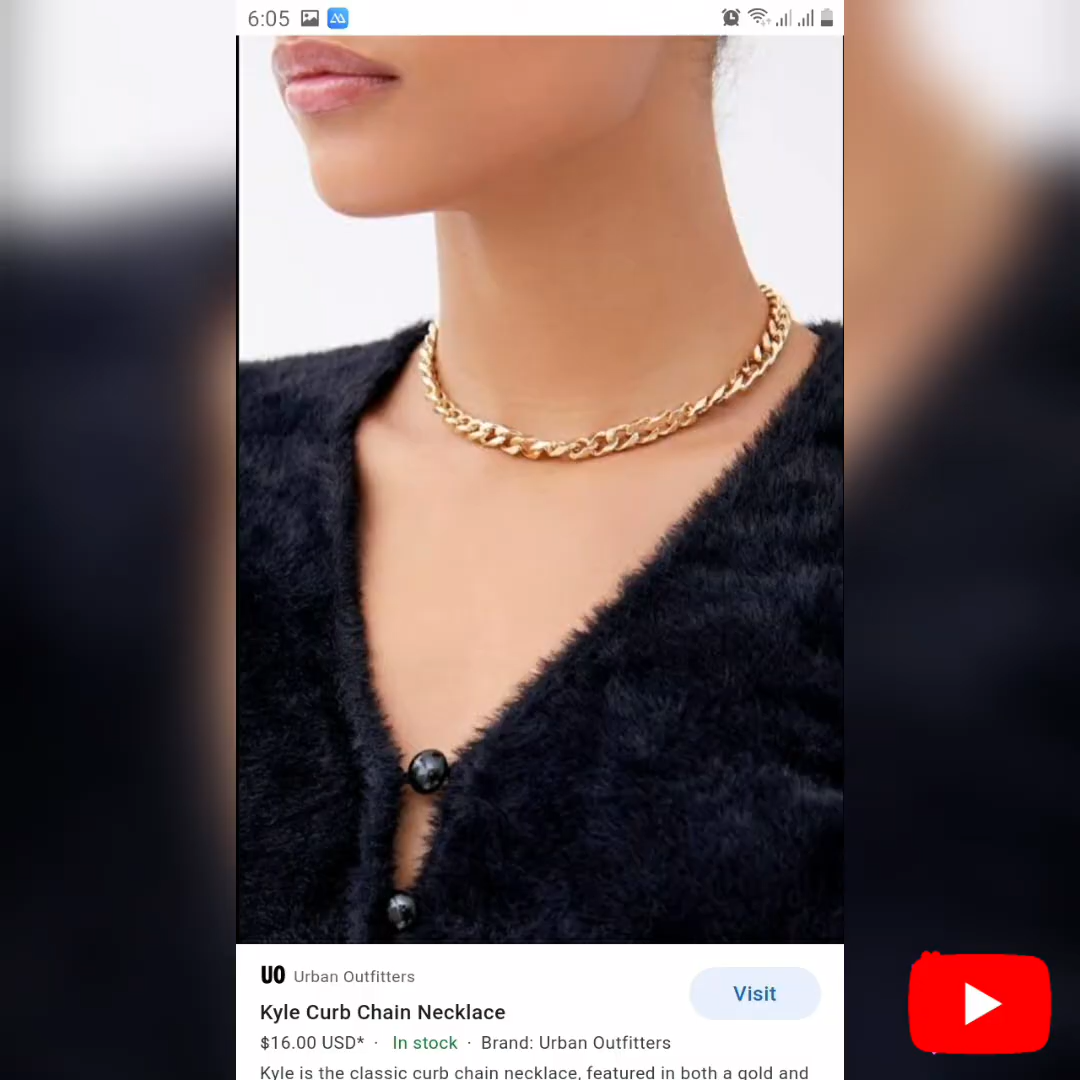 6:05
UO Urban Outfitters
Visit
Kyle Curb Chain Necklace
$16.00 USD* · In stock · Brand: Urban Outfitters
Kyle is the classic curb chain necklace, featured in both a gold and